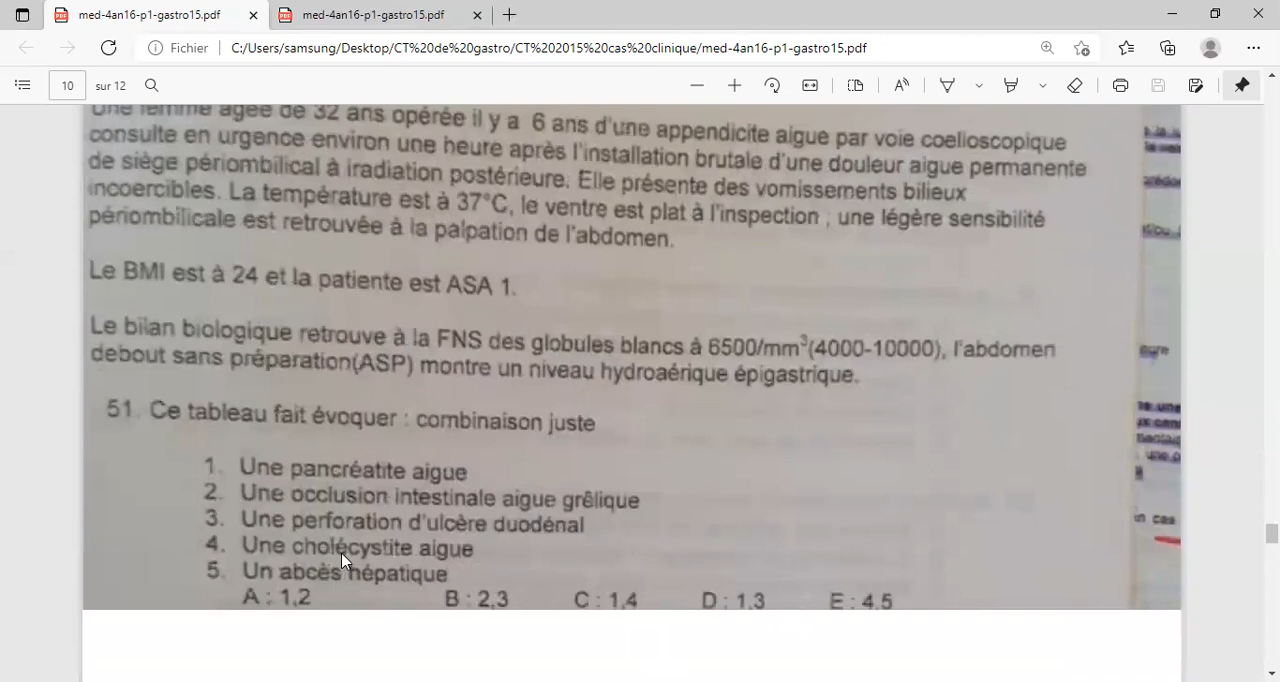 med-4an16-p1-gastro15.pdf
med-4an16-p1-gastro15.pdf
Fichier
C:/Users/samsung/Desktop/CT%20de%20gastro/CT%202015%20cas%20clinique/med-4an16-p1-gastro15.pdf
10 sur 12
Une femme agée de 32 ans opérée il y a 6 ans d'une appendicite aigue par voie coelioscopique
consulte en urgence environ une heure après l'installation brutale d'une douleur aigue permanente
de siège périombilical à irradiation postérieure. Elle présente des vomissements bilieux
incoercibles. La température est à 37°C, le ventre est plat à l'inspection ; une légère sensibilité
périombilicale est retrouvée à la palpation de l'abdomen.
Le BMI est à 24 et la patiente est ASA 1.
Le bilan biologique retrouve à la FNS des globules blancs à 6500/mm³(4000-10000), l'abdomen
debout sans préparation(ASP) montre un niveau hydroaérique épigastrique.
51. Ce tableau fait évoquer : combinaison juste
1. Une pancréatite aigue
2. Une occlusion intestinale aigue grêlique
3. Une perforation d'ulcère duodénal
4. Une cholécystite aigue
5. Un abcès hépatique
A : 1,2 B : 2,3 C : 1,4 D : 1,3 E : 4,5
in cas